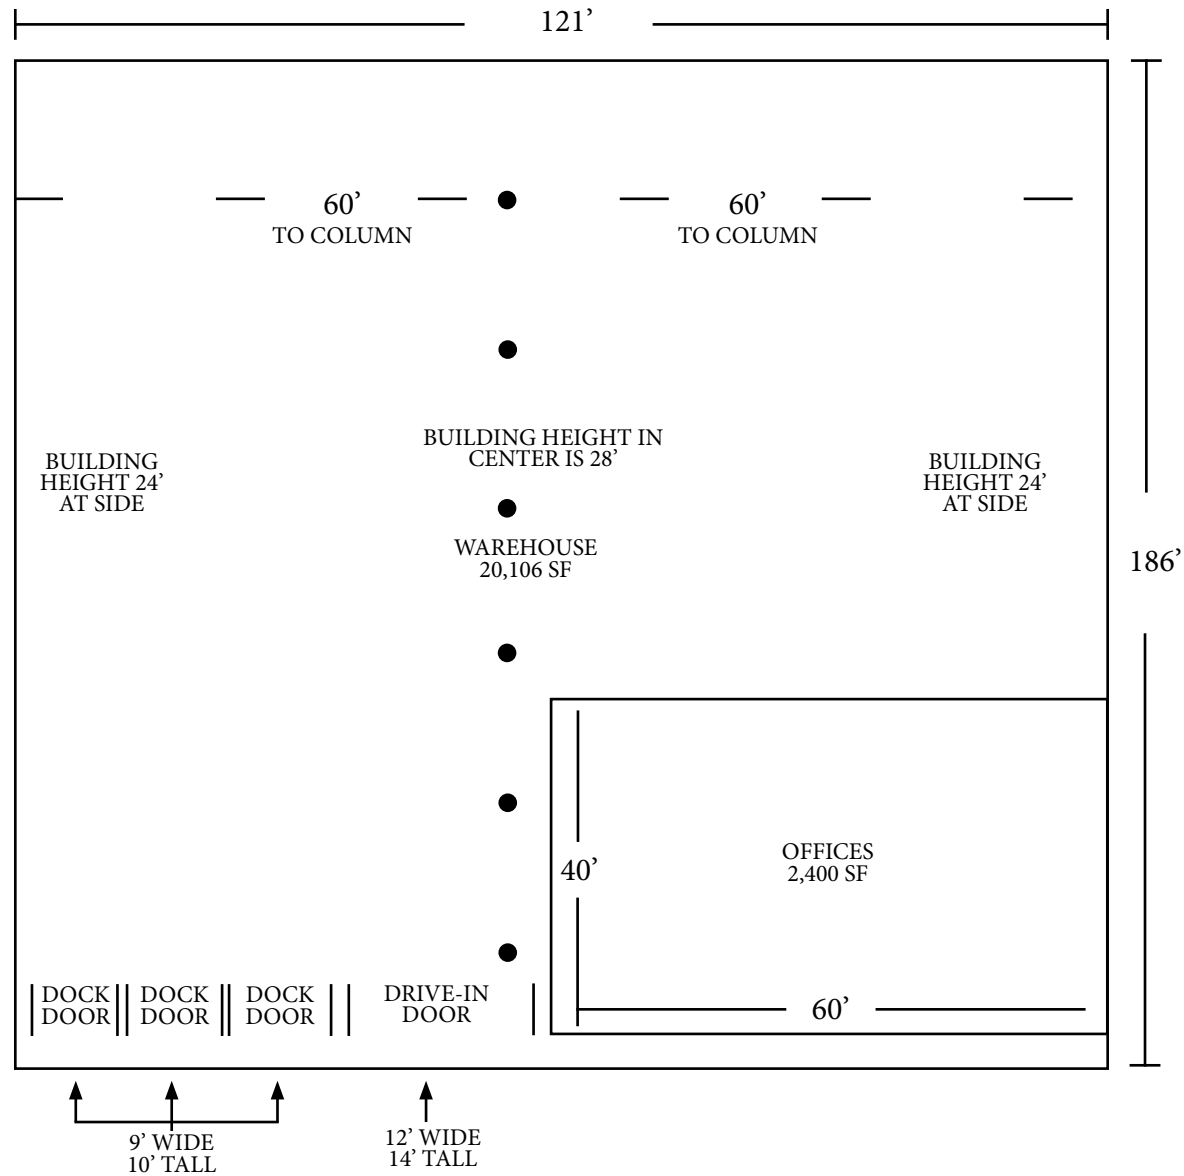 121’
60’
TO COLUMN
60’
TO COLUMN
BUILDING HEIGHT IN
CENTER IS 28’
BUILDING
HEIGHT 24’
AT SIDE
BUILDING
HEIGHT 24’
AT SIDE
WAREHOUSE
20,106 SF
186’
OFFICES
2,400 SF
40’
60’
DOCK
DOOR
DOCK
DOOR
DOCK
DOOR
DRIVE-IN
DOOR
9’ WIDE
10’ TALL
12’ WIDE
14’ TALL